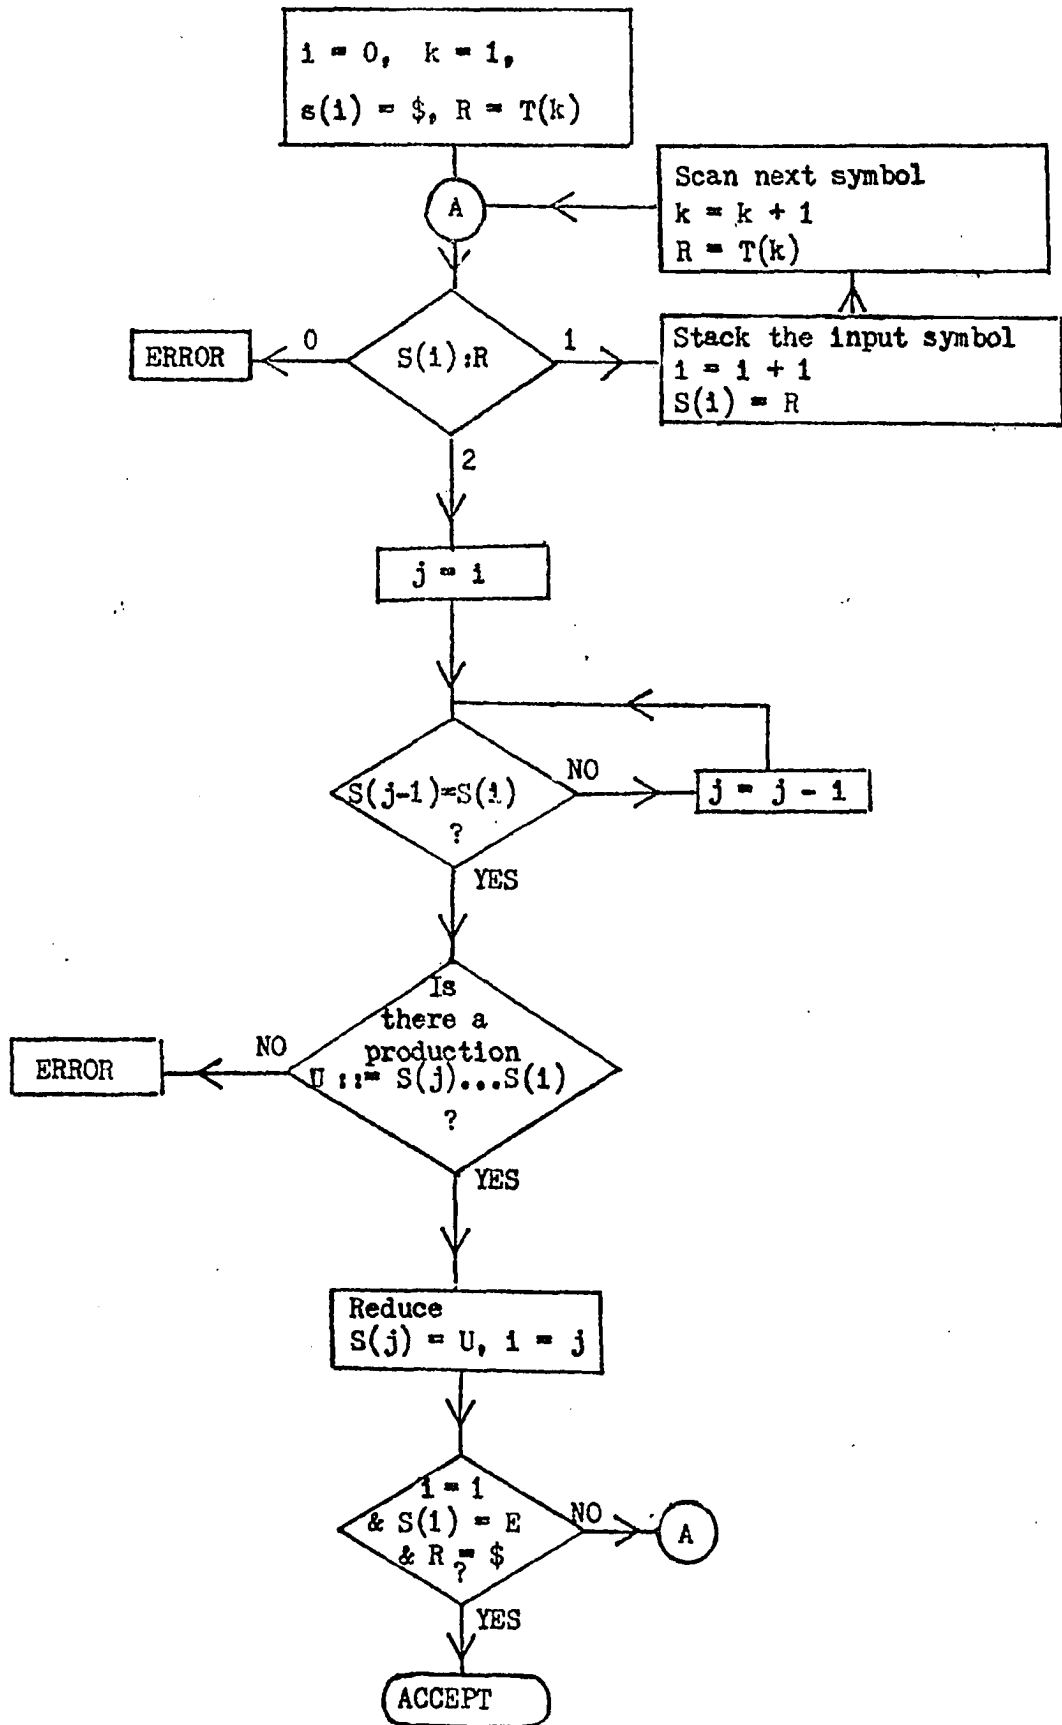 i = 0, k = 1,
s(i) = $, R = T(k)
A
Scan next symbol
k = k + 1
R = T(k)
ERROR
0
S(i):R
1
Stack the input symbol
i = i + 1
S(i) = R
2
j = i
S(j-1)=S(i)
?
NO
j = j - 1
YES
Is
there a
production
U ::= S(j)...S(i)
?
NO
ERROR
YES
Reduce
S(j) = U, i = j
i = 1
& S(i) = E
& R = $
?
NO
A
YES
ACCEPT